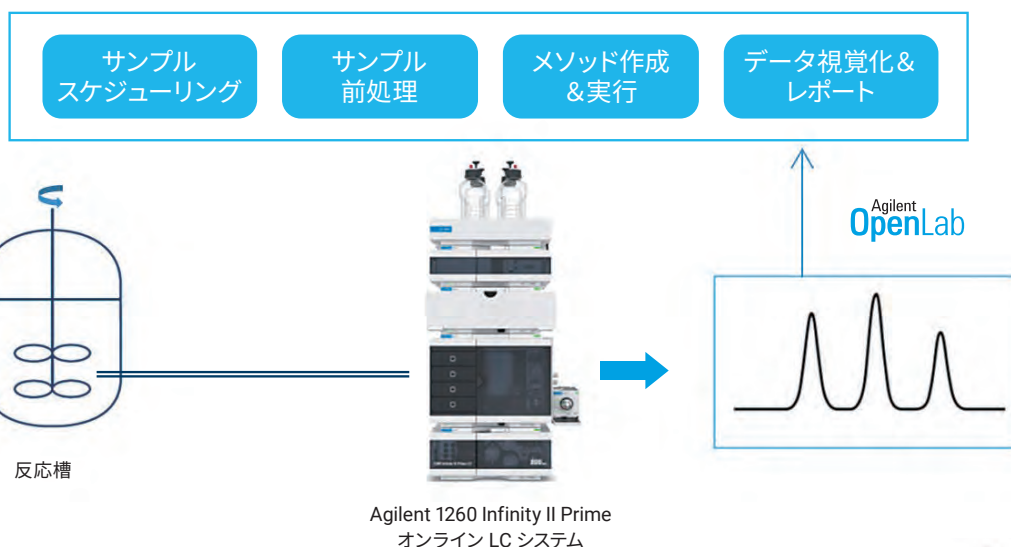 サンプル
スケジューリング
サンプル
前処理
メソッド作成
&実行
データ視覚化&
レポート
Agilent
OpenLab
反応槽
Agilent 1260 Infinity II Prime
オンライン LC システム